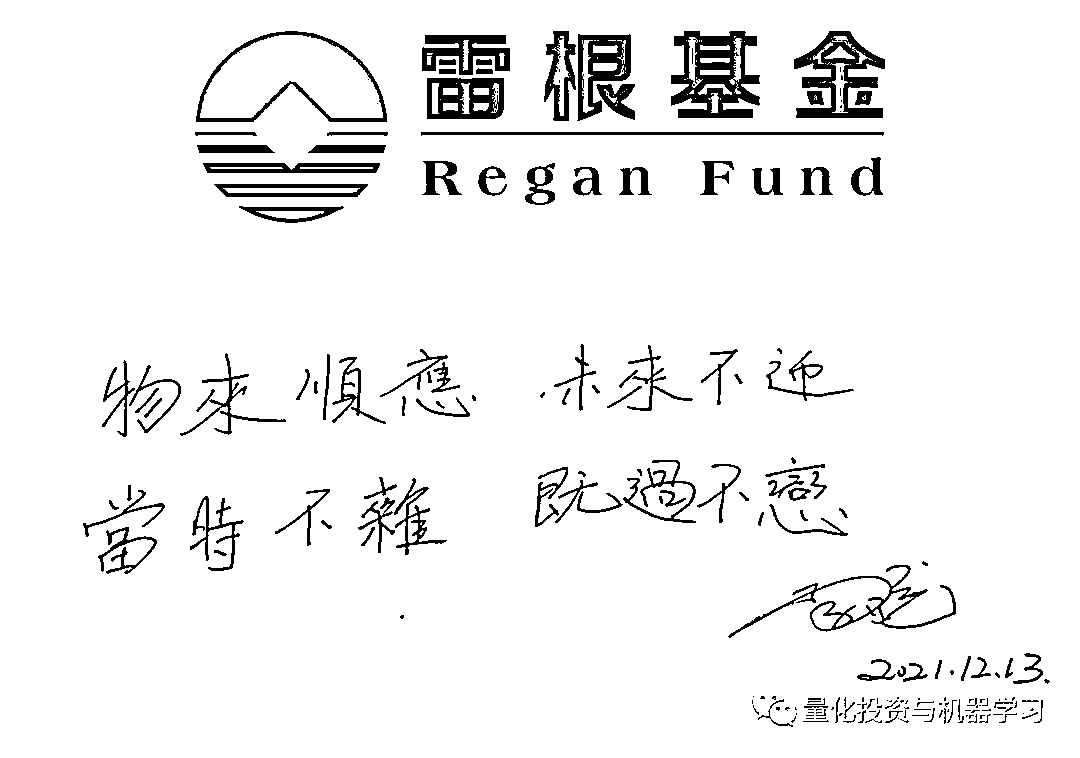 雷根基金
Regan Fund
物來順應 未來不迎
當時不雜 既過不戀
2021.12.13.
量化投资与机器学习